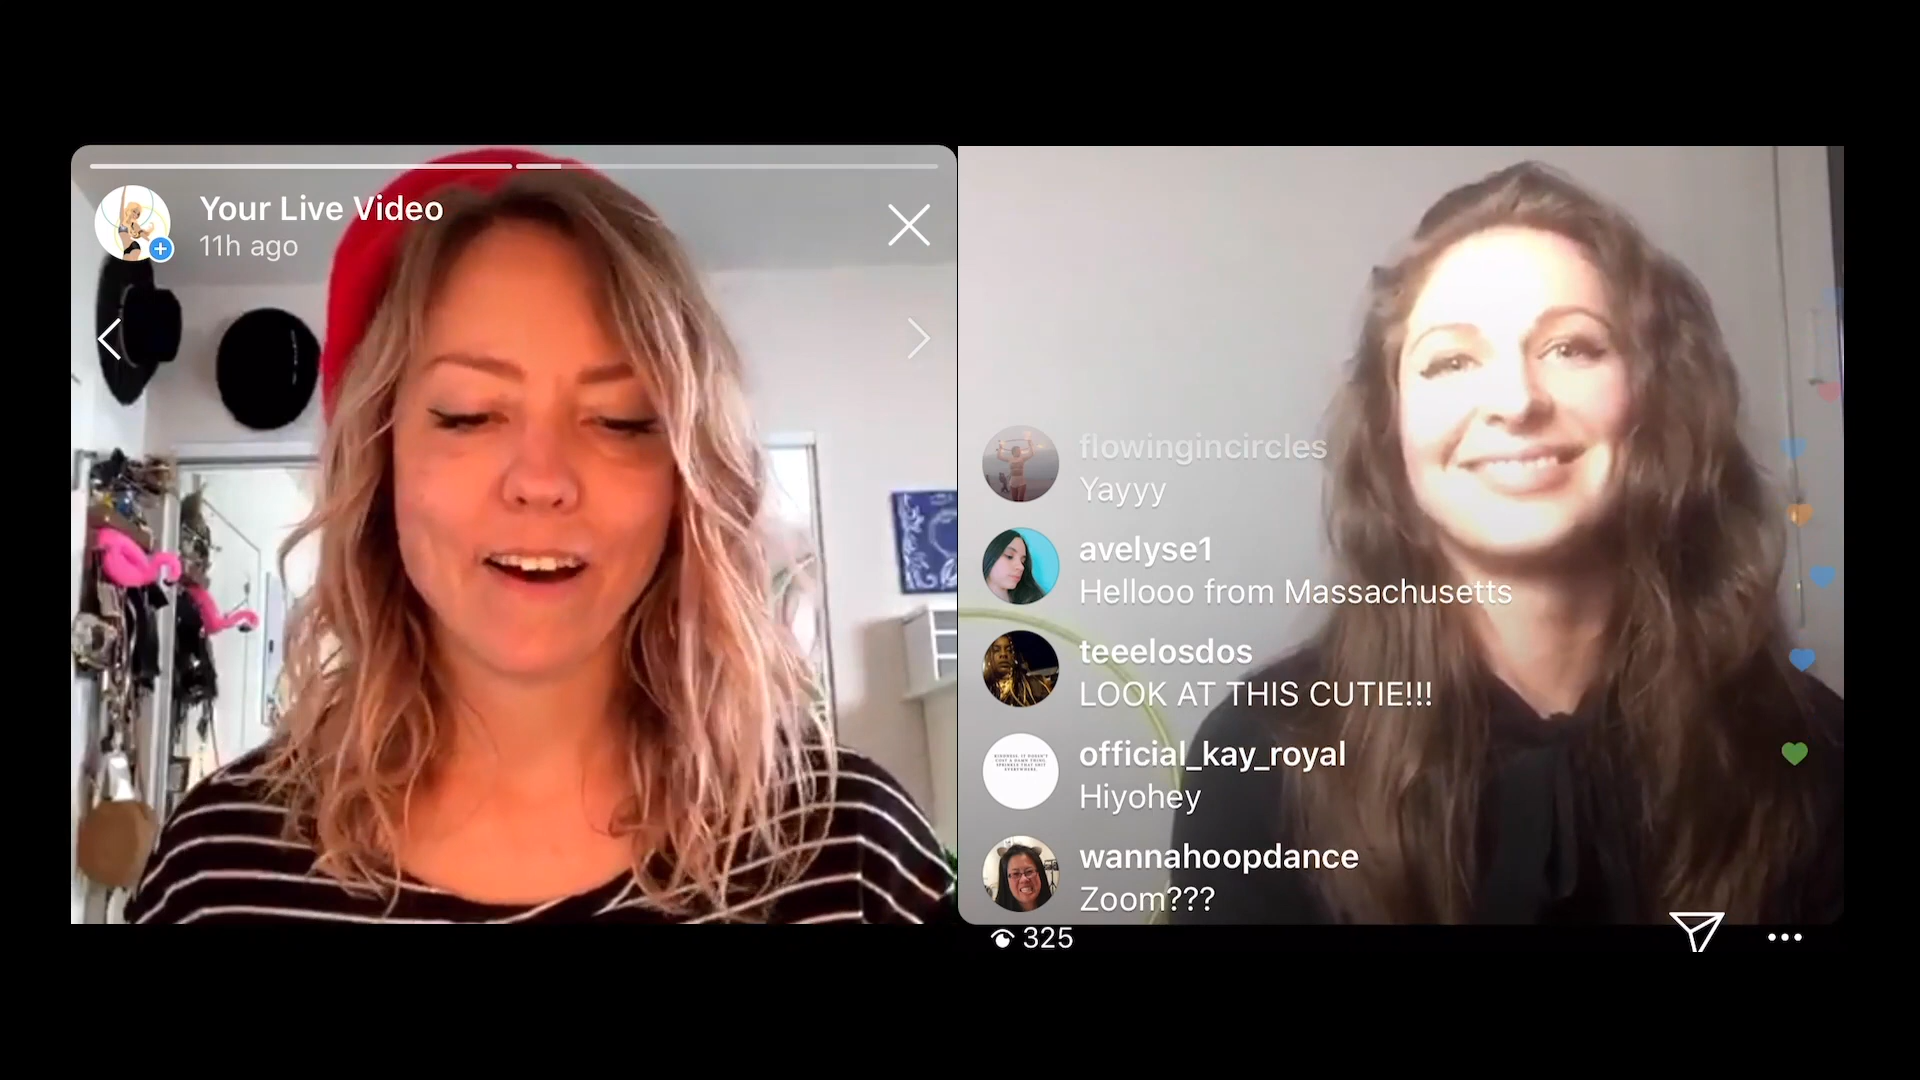 Your Live Video
11h ago
flowingincircles
Yayyy
avelyse1
Hellooo from Massachusetts
teeelosdos
LOOK AT THIS CUTIE!!!
official_kay_royal
Hiyohey
wannahoopdance
Zoom???
325